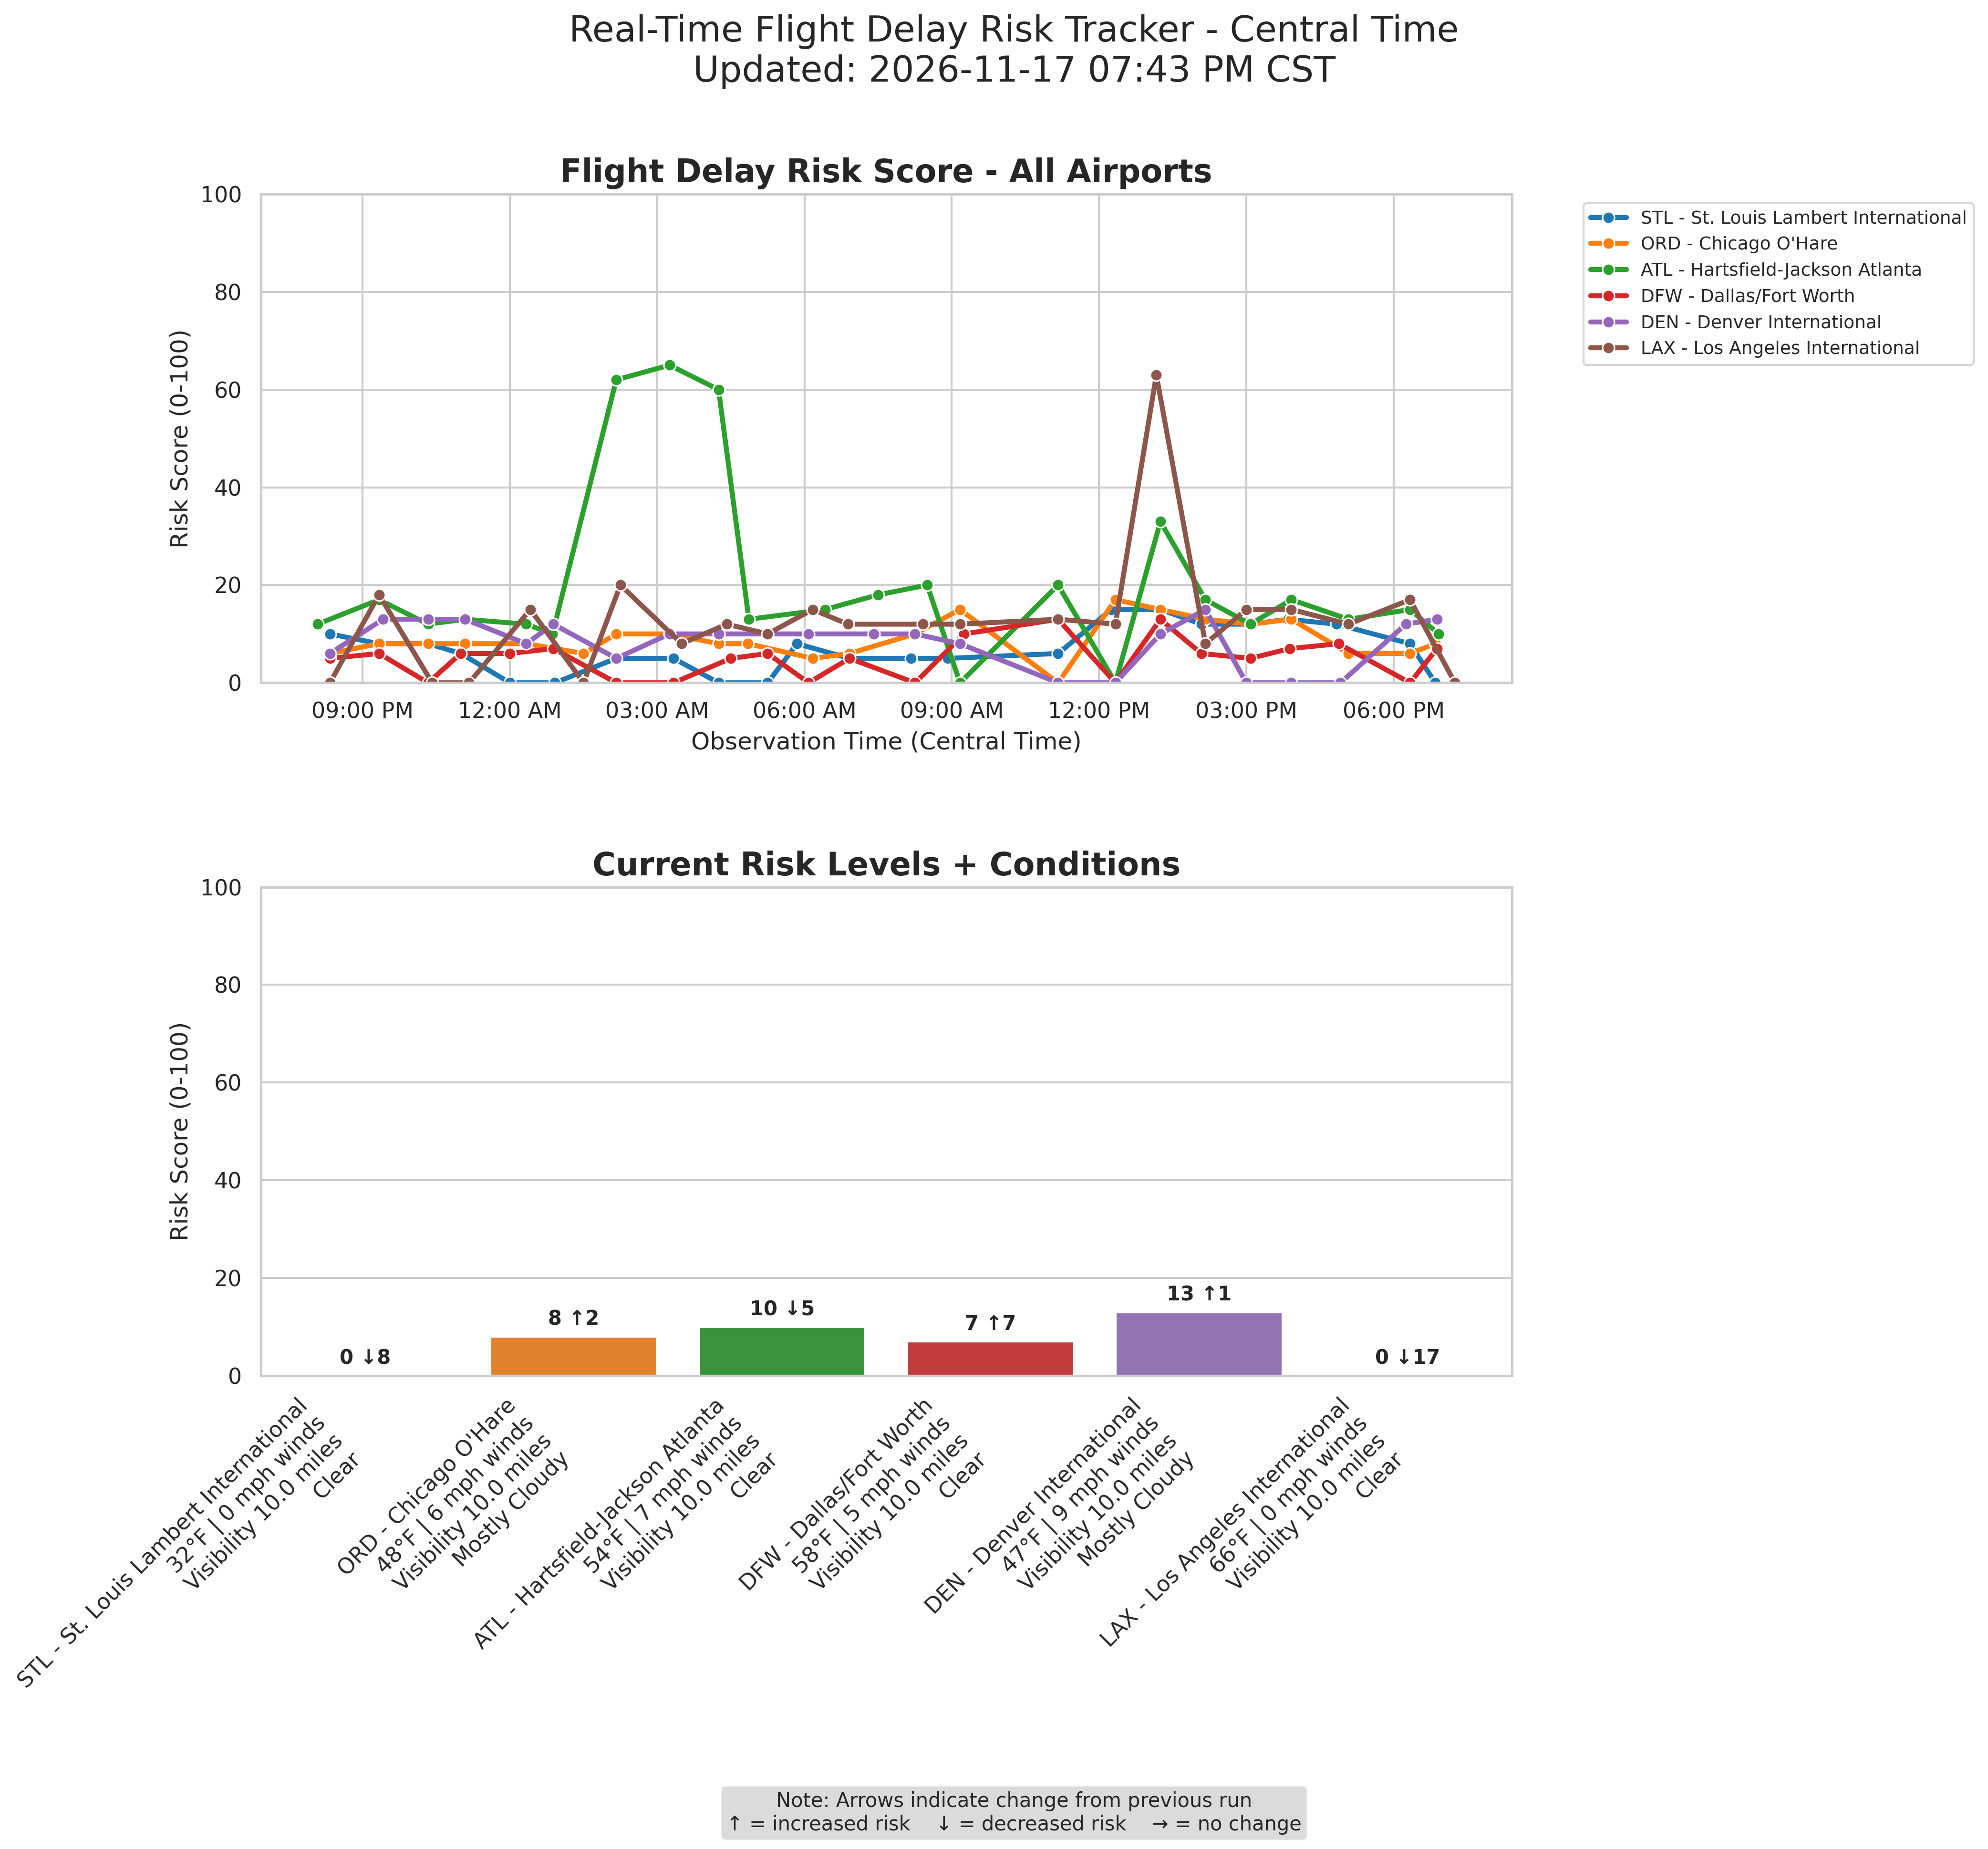 Real-Time Flight Delay Risk Tracker - Central Time
Updated: 2026-11-17 07:43 PM CST
Flight Delay Risk Score - All Airports
Risk Score (0-100)
100
80
60
40
20
0
09:00 PM
12:00 AM
03:00 AM
06:00 AM
09:00 AM
12:00 PM
03:00 PM
06:00 PM
Observation Time (Central Time)
STL - St. Louis Lambert International
ORD - Chicago O'Hare
ATL - Hartsfield-Jackson Atlanta
DFW - Dallas/Fort Worth
DEN - Denver International
LAX - Los Angeles International
Current Risk Levels + Conditions
Risk Score (0-100)
100
80
60
40
20
0
0 ↓8
8 ↑2
10 ↓5
7 ↑7
13 ↑1
0 ↓17
STL - St. Louis Lambert International
32°F | 0 mph winds
Visibility 10.0 miles
Clear
ORD - Chicago O'Hare
48°F | 6 mph winds
Visibility 10.0 miles
Mostly Cloudy
ATL - Hartsfield-Jackson Atlanta
54°F | 7 mph winds
Visibility 10.0 miles
Clear
DFW - Dallas/Fort Worth
58°F | 5 mph winds
Visibility 10.0 miles
Clear
DEN - Denver International
47°F | 9 mph winds
Visibility 10.0 miles
Mostly Cloudy
LAX - Los Angeles International
66°F | 0 mph winds
Visibility 10.0 miles
Clear
Note: Arrows indicate change from previous run
↑ = increased risk ↓ = decreased risk → = no change